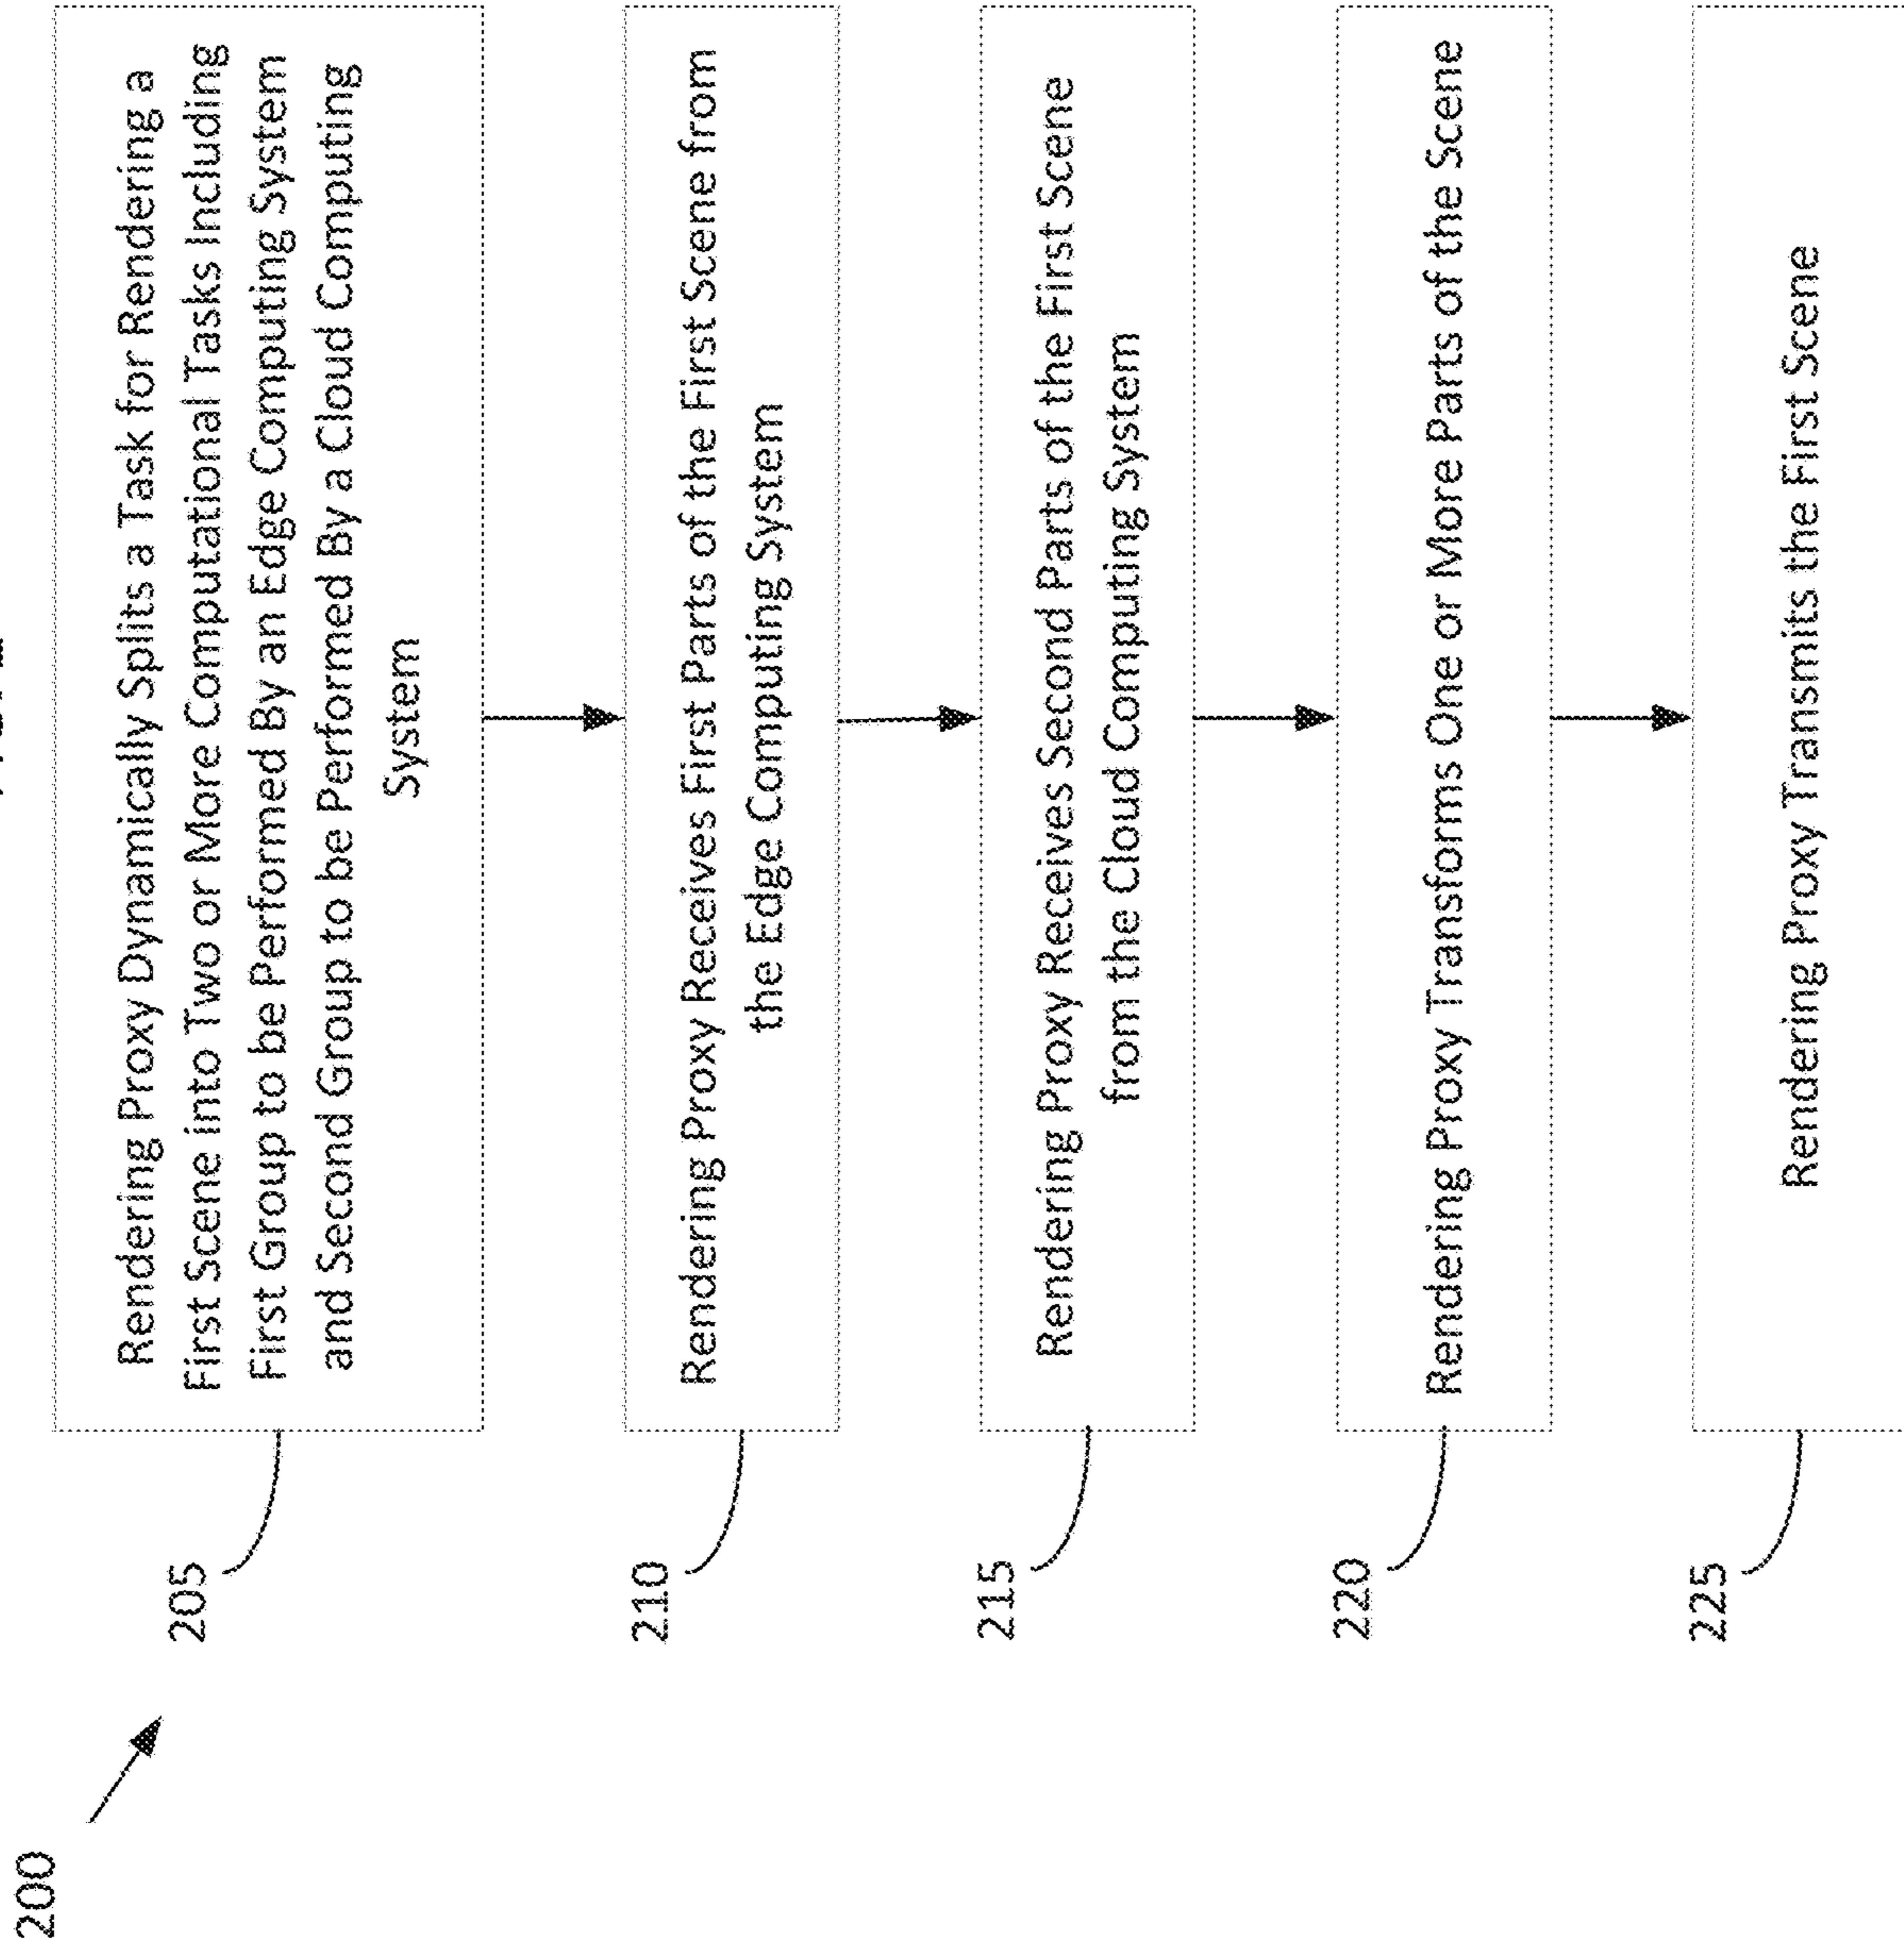 200
205
Rendering Proxy Dynamically Splits a Task for Rendering a
First Scene into Two or More Computational Tasks Including
First Group to be Performed By an Edge Computing System
and Second Group to be Performed By a Cloud Computing
System
210
Rendering Proxy Receives First Parts of the First Scene from
the Edge Computing System
215
Rendering Proxy Receives Second Parts of the First Scene
from the Cloud Computing System
220
Rendering Proxy Transforms One or More Parts of the Scene
225
Rendering Proxy Transmits the First Scene